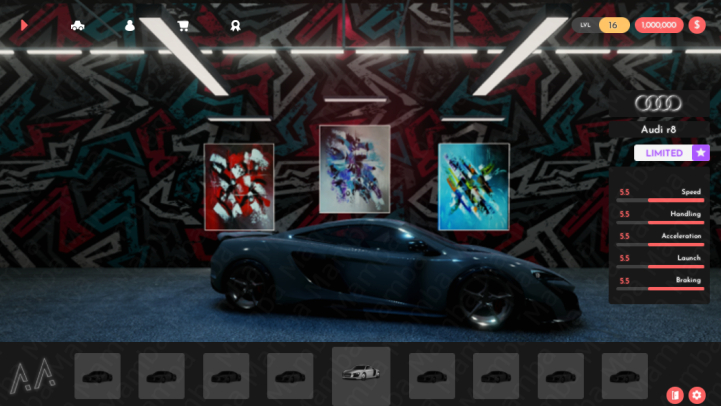 LVL 16 1,000,000 $
Audi r8
LIMITED
5.5 Speed
5.5 Handling
5.5 Acceleration
5.5 Launch
5.5 Braking